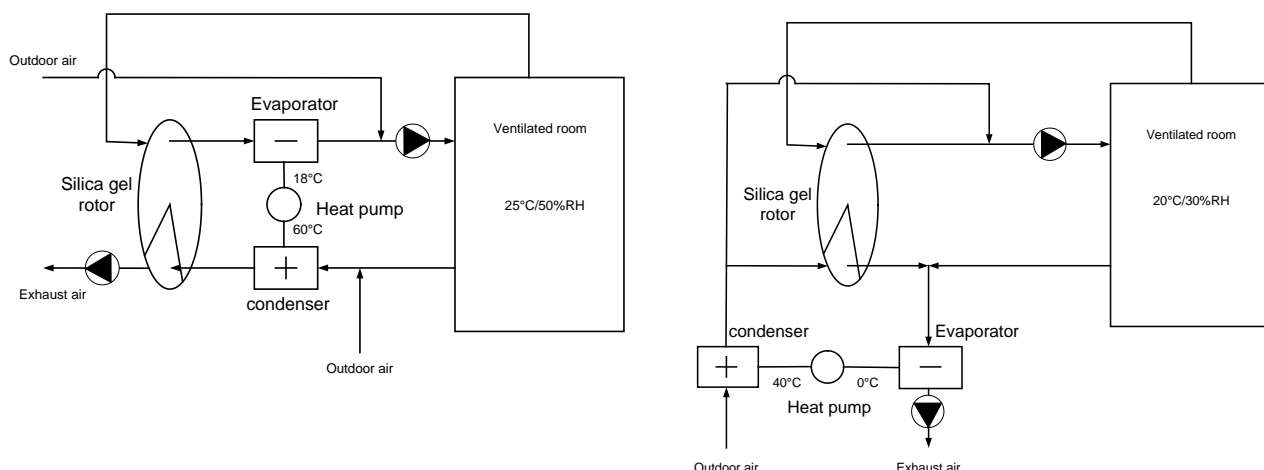 Outdoor air
Evaporator
Ventilated room
18°C
Silica gel
rotor
Heat pump
25°C/50%RH
60°C
Exhaust air
condenser
Outdoor air
Ventilated room
Silica gel
rotor
20°C/30%RH
condenser
Evaporator
40°C
0°C
Heat pump
Outdoor air
Exhaust air